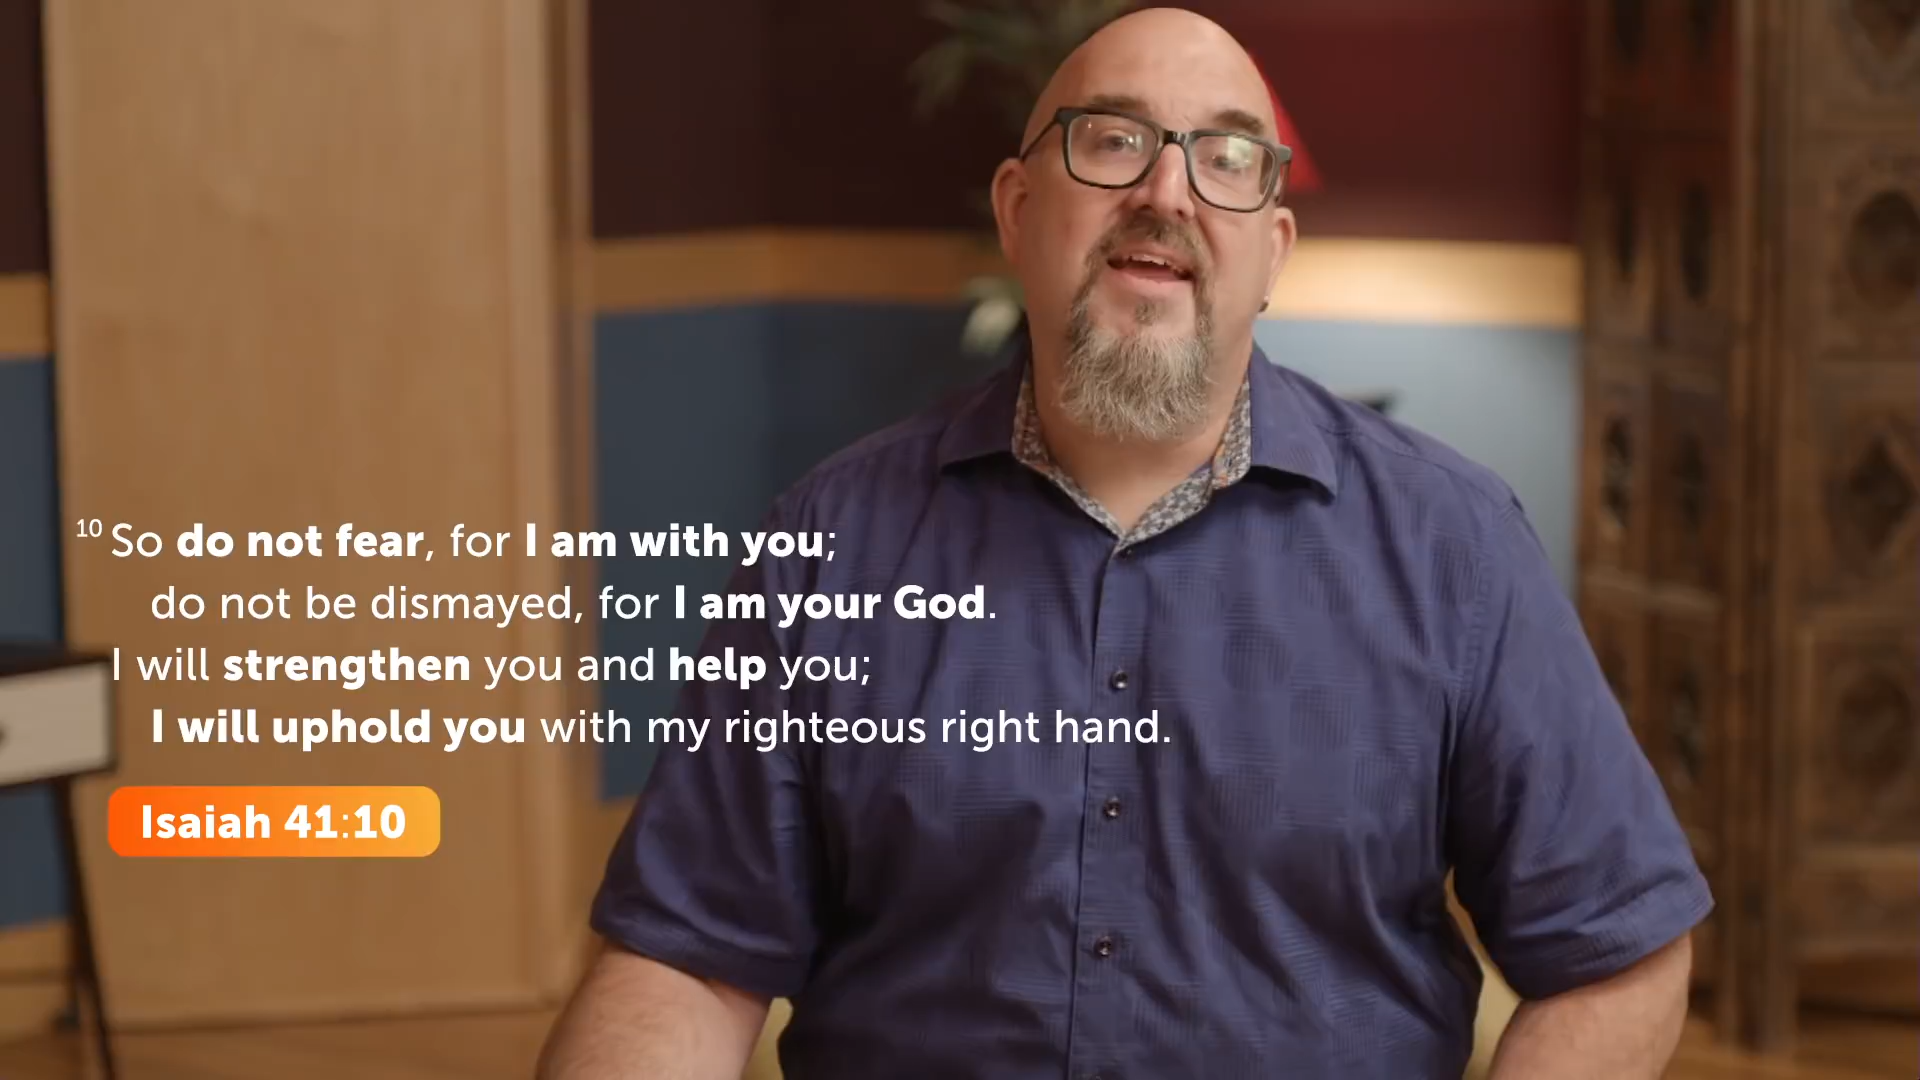 10 So do not fear, for I am with you;
do not be dismayed, for I am your God.
I will strengthen you and help you;
I will uphold you with my righteous right hand.
Isaiah 41:10